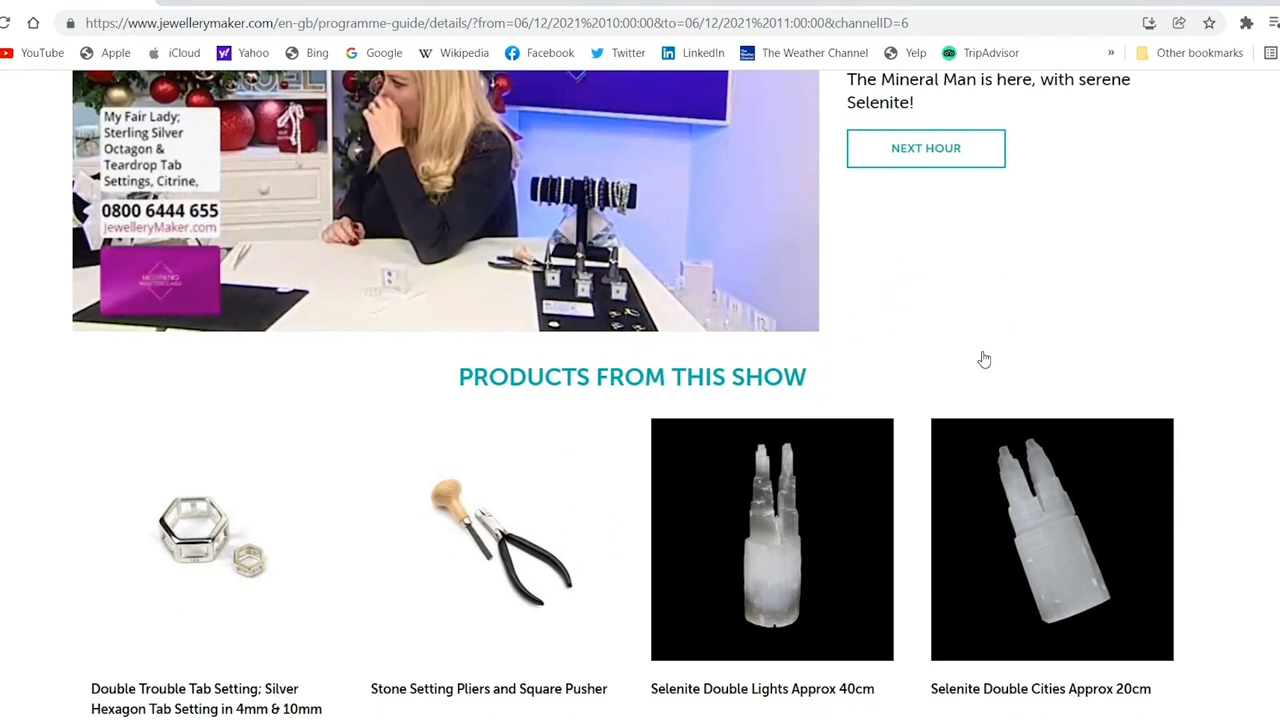 https://www.jewellerymaker.com/en-gb/programme-guide/details/?from=06/12/2021%2010:00:00&to=06/12/2021%2011:00:00&channelID=6
YouTube Apple iCloud Yahoo Bing Google Wikipedia Facebook Twitter LinkedIn The Weather Channel Yelp TripAdvisor » Other bookmarks
My Fair Lady;
Sterling Silver
Octagon &
Teardrop Tab
Settings, Citrine,
0800 6444 655
JewelleryMaker.com
MORNING
MASTERCLASS
The Mineral Man is here, with serene
Selenite!
NEXT HOUR
PRODUCTS FROM THIS SHOW
Double Trouble Tab Setting; Silver
Hexagon Tab Setting in 4mm & 10mm
Stone Setting Pliers and Square Pusher
Selenite Double Lights Approx 40cm
Selenite Double Cities Approx 20cm